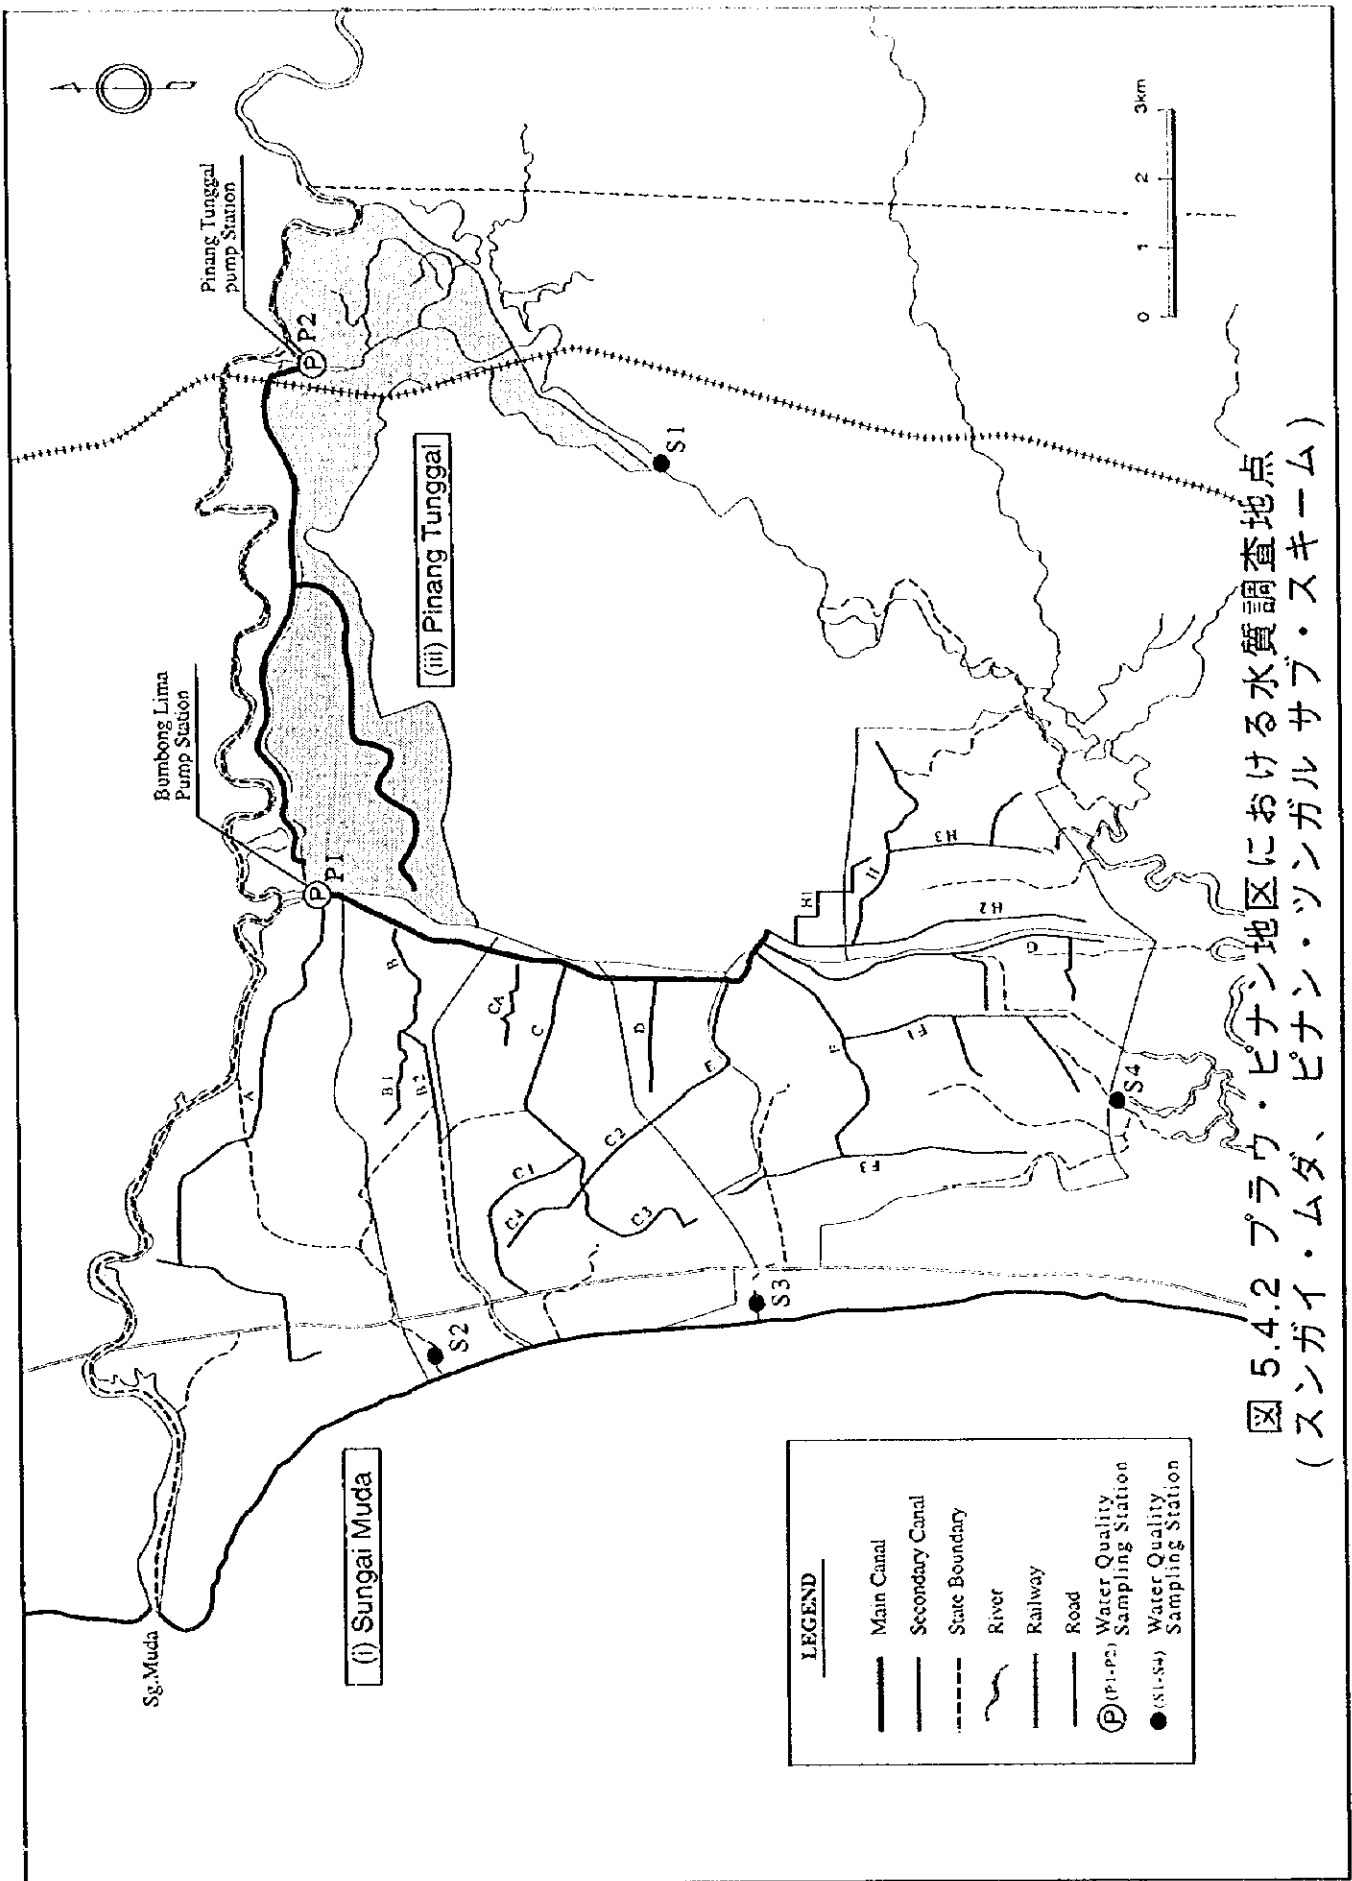 Pinang Tunggal
pump Station
P P2
Bumbong Lima
Pump Station
P P1
(iii) Pinang Tunggal
(i) Sungai Muda
Sg.Muda
S1
S2
S3
S4
A
B
B1
B2
CA
C
C1
C2
C3
C4
D
E
F
F1
F3
G
H
H1
H2
H3
0 1 2 3km
LEGEND
Main Canal
Secondary Canal
State Boundary
River
Railway
Road
P (P1-P2) Water Quality
Sampling Station
(S1-S4) Water Quality
Sampling Station
図 5.4.2 プラウ・ピナン地区における水質調査地点
(スンガイ・ムダ、ピナン・ツンガル サブ・スキーム)